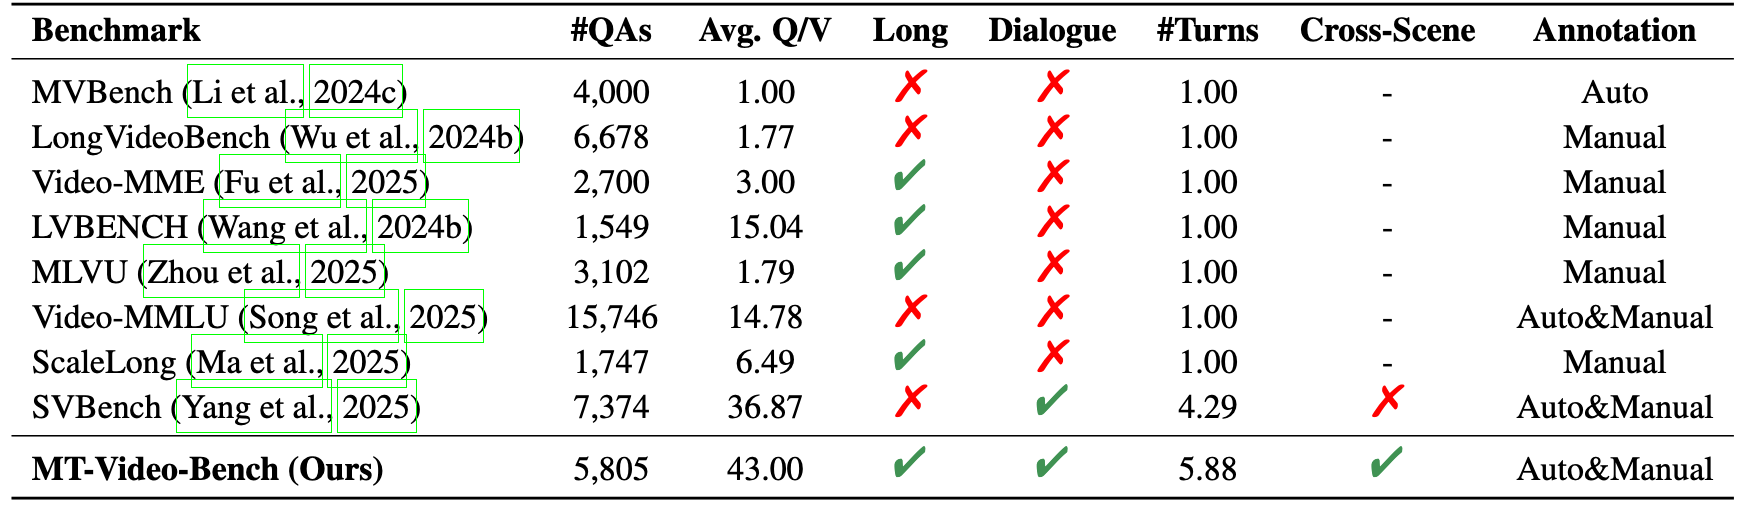 Benchmark #QAs Avg. Q/V Long Dialogue #Turns Cross-Scene Annotation
MVBench (Li et al., 2024c) 4,000 1.00 ✗ ✗ 1.00 - Auto
LongVideoBench (Wu et al., 2024b) 6,678 1.77 ✗ ✗ 1.00 - Manual
Video-MME (Fu et al., 2025) 2,700 3.00 ✔ ✗ 1.00 - Manual
LVBENCH (Wang et al., 2024b) 1,549 15.04 ✔ ✗ 1.00 - Manual
MLVU (Zhou et al., 2025) 3,102 1.79 ✔ ✗ 1.00 - Manual
Video-MMLU (Song et al., 2025) 15,746 14.78 ✗ ✗ 1.00 - Auto&Manual
ScaleLong (Ma et al., 2025) 1,747 6.49 ✔ ✗ 1.00 - Manual
SVBench (Yang et al., 2025) 7,374 36.87 ✗ ✔ 4.29 ✗ Auto&Manual
MT-Video-Bench (Ours) 5,805 43.00 ✔ ✔ 5.88 ✔ Auto&Manual